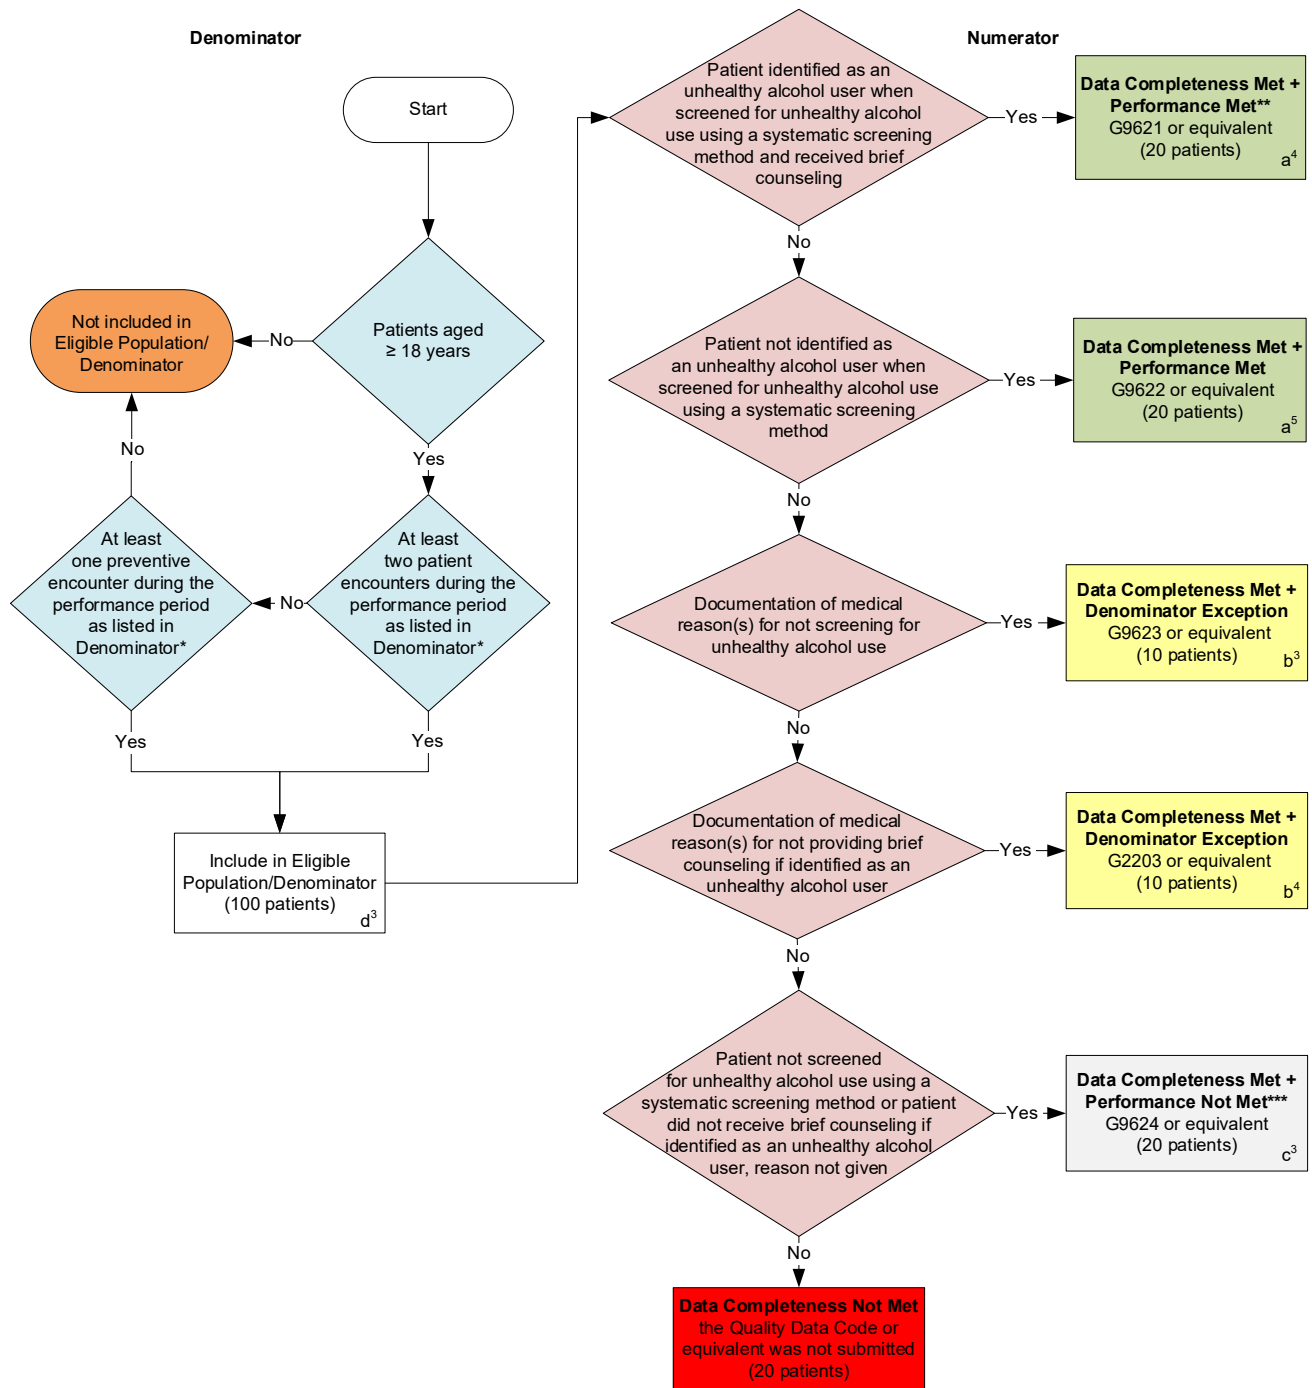 Denominator
Start
Patients aged
≥ 18 years
No
Not included in
Eligible Population/
Denominator
Yes
No
At least
two patient
encounters during the
performance period
as listed in
Denominator*
No
At least
one preventive
encounter during the
performance period
as listed in
Denominator*
Yes
Yes
Include in Eligible
Population/Denominator
(100 patients)
d³
Numerator
Patient identified as an
unhealthy alcohol user when
screened for unhealthy alcohol
use using a systematic screening
method and received brief
counseling
Yes
Data Completeness Met +
Performance Met**
G9621 or equivalent
(20 patients)
a⁴
No
Patient not identified as
an unhealthy alcohol user when
screened for unhealthy alcohol use
using a systematic screening
method
Yes
Data Completeness Met +
Performance Met
G9622 or equivalent
(20 patients)
a⁵
No
Documentation of medical
reason(s) for not screening for
unhealthy alcohol use
Yes
Data Completeness Met +
Denominator Exception
G9623 or equivalent
(10 patients)
b³
No
Documentation of medical
reason(s) for not providing brief
counseling if identified as an
unhealthy alcohol user
Yes
Data Completeness Met +
Denominator Exception
G2203 or equivalent
(10 patients)
b⁴
No
Patient not screened
for unhealthy alcohol use using a
systematic screening method or patient
did not receive brief counseling if
identified as an unhealthy alcohol
user, reason not given
Yes
Data Completeness Met +
Performance Not Met***
G9624 or equivalent
(20 patients)
c³
No
Data Completeness Not Met
the Quality Data Code or
equivalent was not submitted
(20 patients)